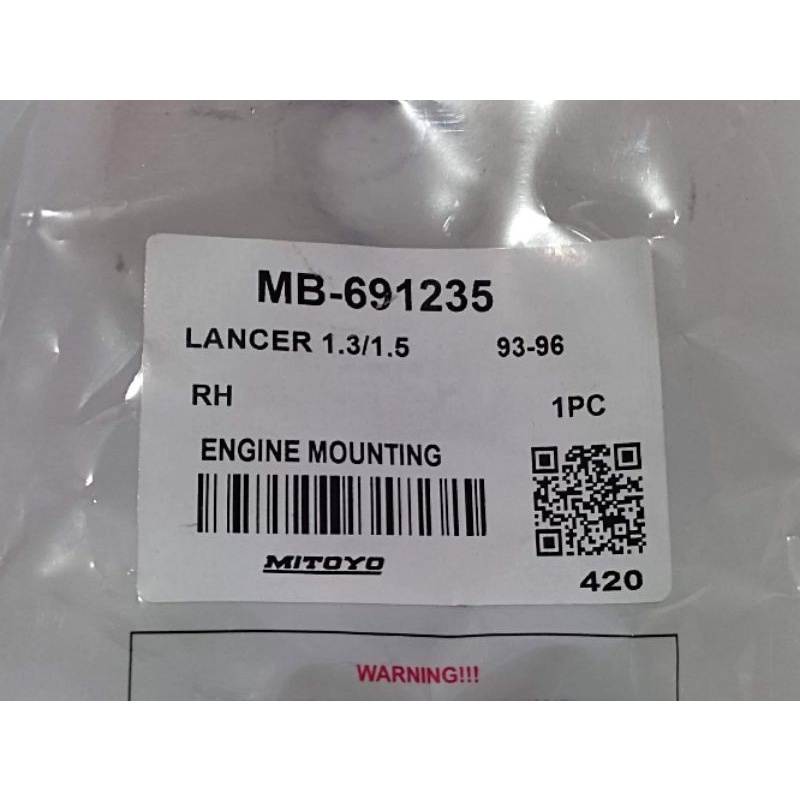 MB-691235
LANCER 1.3/1.5 93-96
RH 1PC
ENGINE MOUNTING
MITOYO
420
WARNING!!!